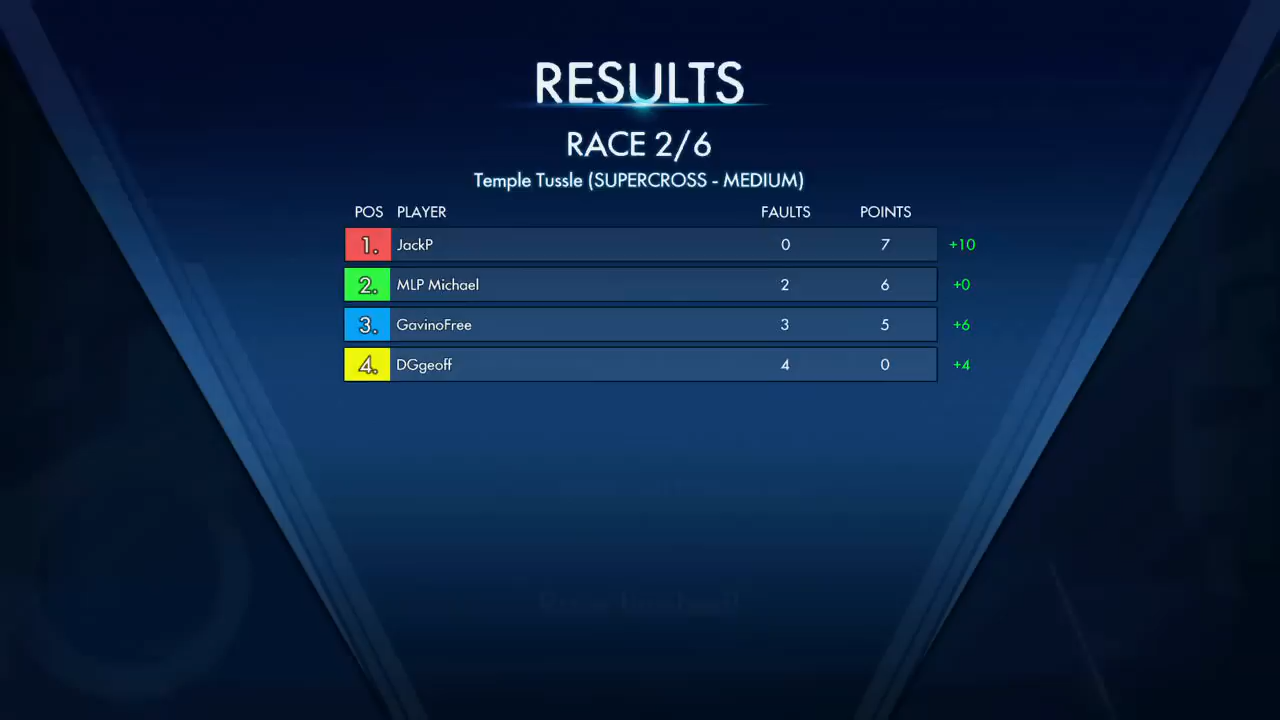 RESULTS
RACE 2/6
Temple Tussle (SUPERCROSS - MEDIUM)
POS PLAYER FAULTS POINTS
1. JackP 0 7 +10
2. MLP Michael 2 6 +0
3. GavinoFree 3 5 +6
4. DGgeoff 4 0 +4